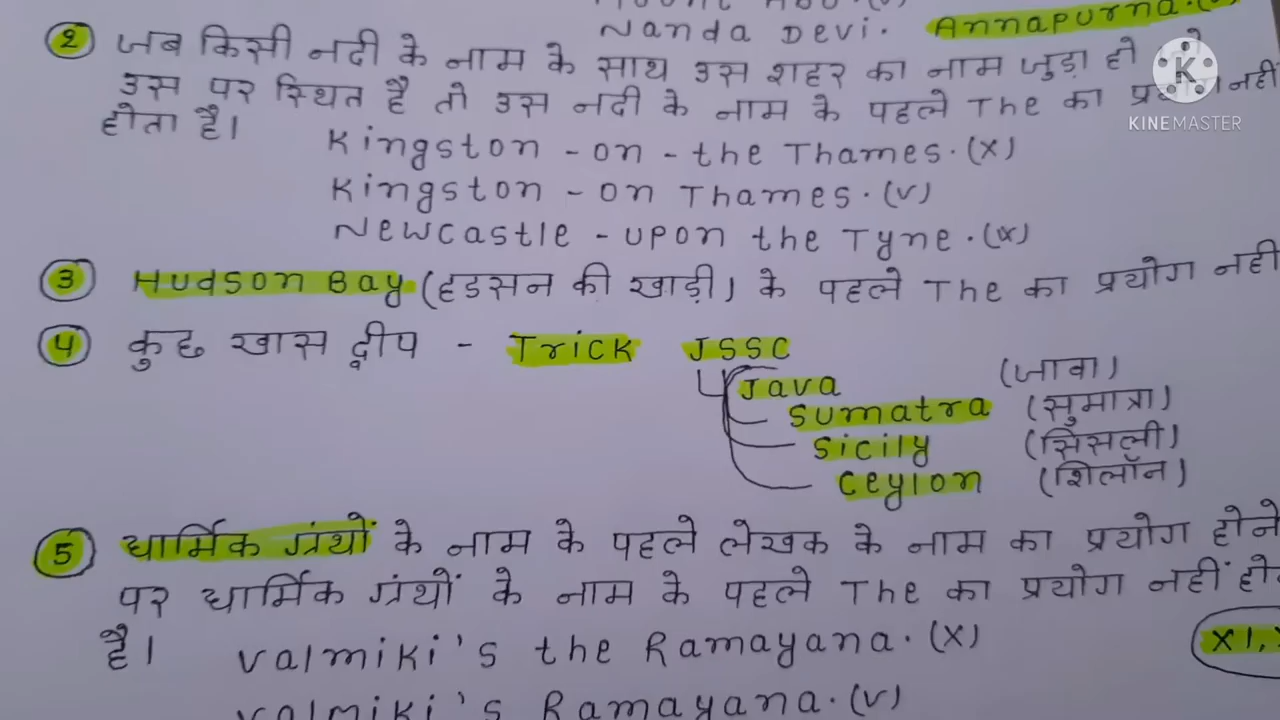 Nanda Devi. Annapurna.
② जब किसी नदी के नाम के साथ उस शहर का नाम जुड़ा हो
उस पर स्थित है तो उस नदी के नाम के पहले The का नहीं
होता है। Kingston - on - the Thames. (X)
Kingston - on Thames. (V)
Newcastle - upon the Tyne. (X)
③ Hudson Bay (हडसन की खाड़ी) के पहले The का प्रयोग नही
④ कुछ खास द्वीप - Trick JSSC
Java (जावा)
Sumatra (सुमात्रा)
Sicily (सिसली)
Ceylon (शिलॉन)
⑤ धार्मिक ग्रंथों के नाम के पहले लेखक के नाम का प्रयोग होने
पर धार्मिक ग्रंथों के नाम के पहले The का प्रयोग नहीं
है। Valmiki's the Ramayana. (X)
Valmiki's Ramayana. (V)
K
KINEMASTER